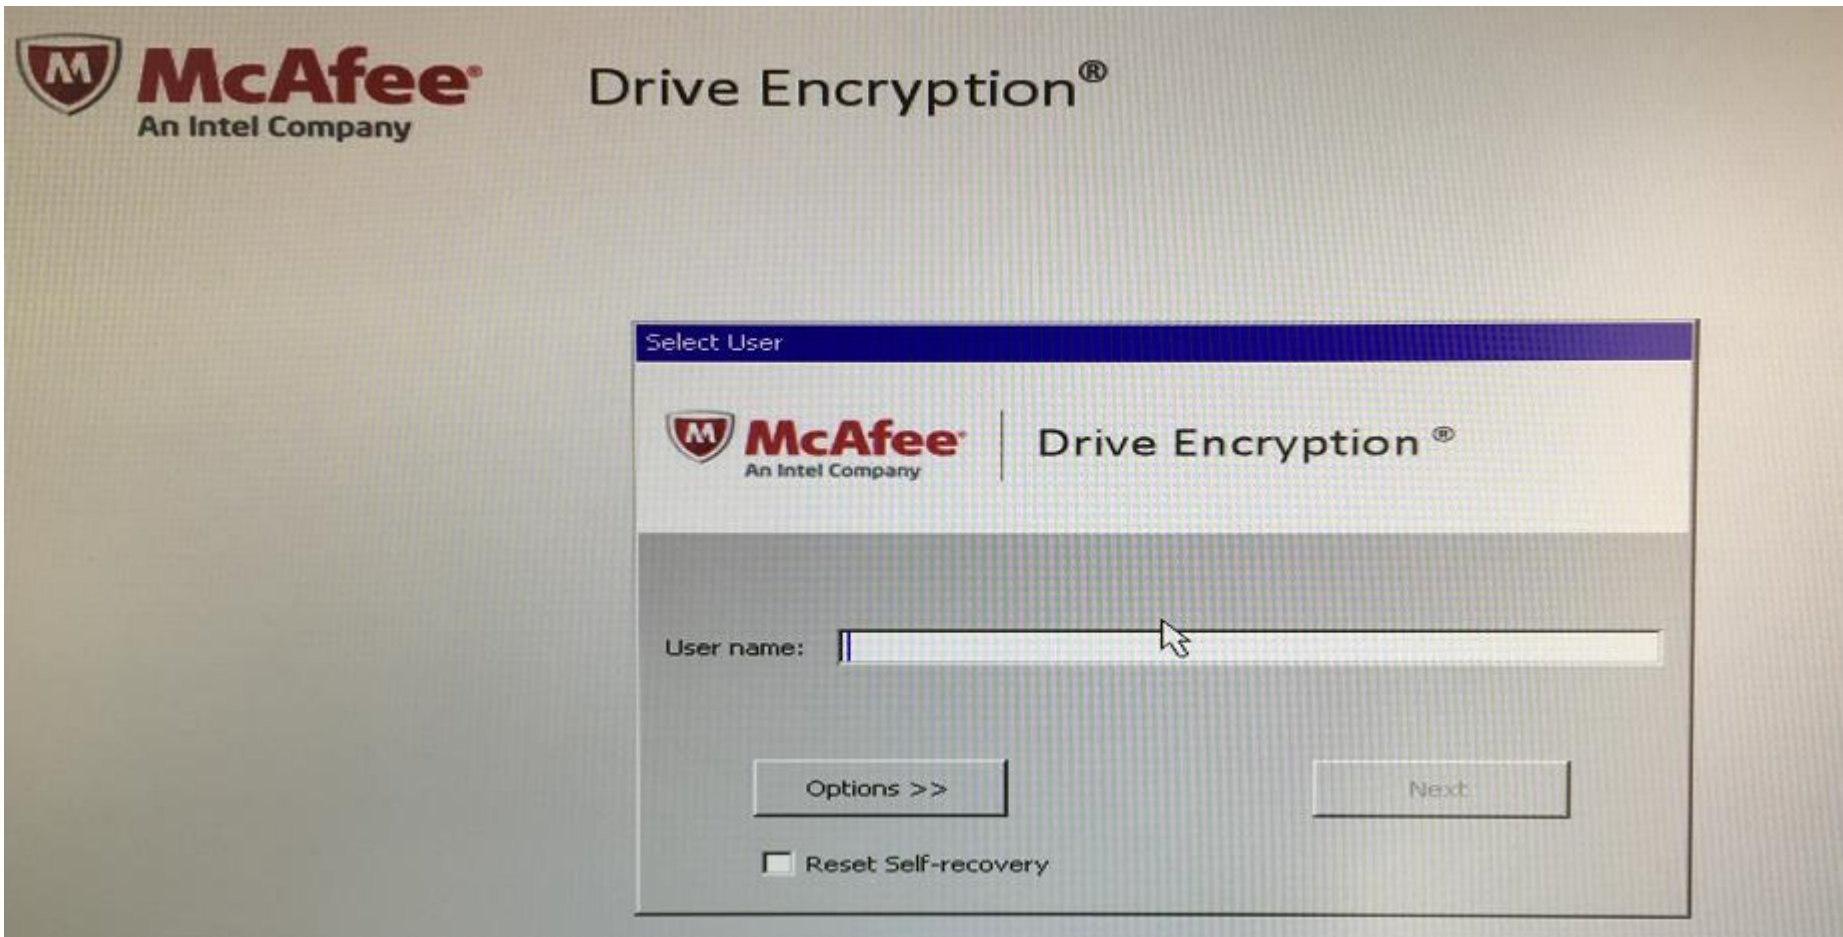 M McAfee®
An Intel Company
Drive Encryption®
Select User
M McAfee®
An Intel Company
Drive Encryption ®
User name:
Options >>
Next
Reset Self-recovery